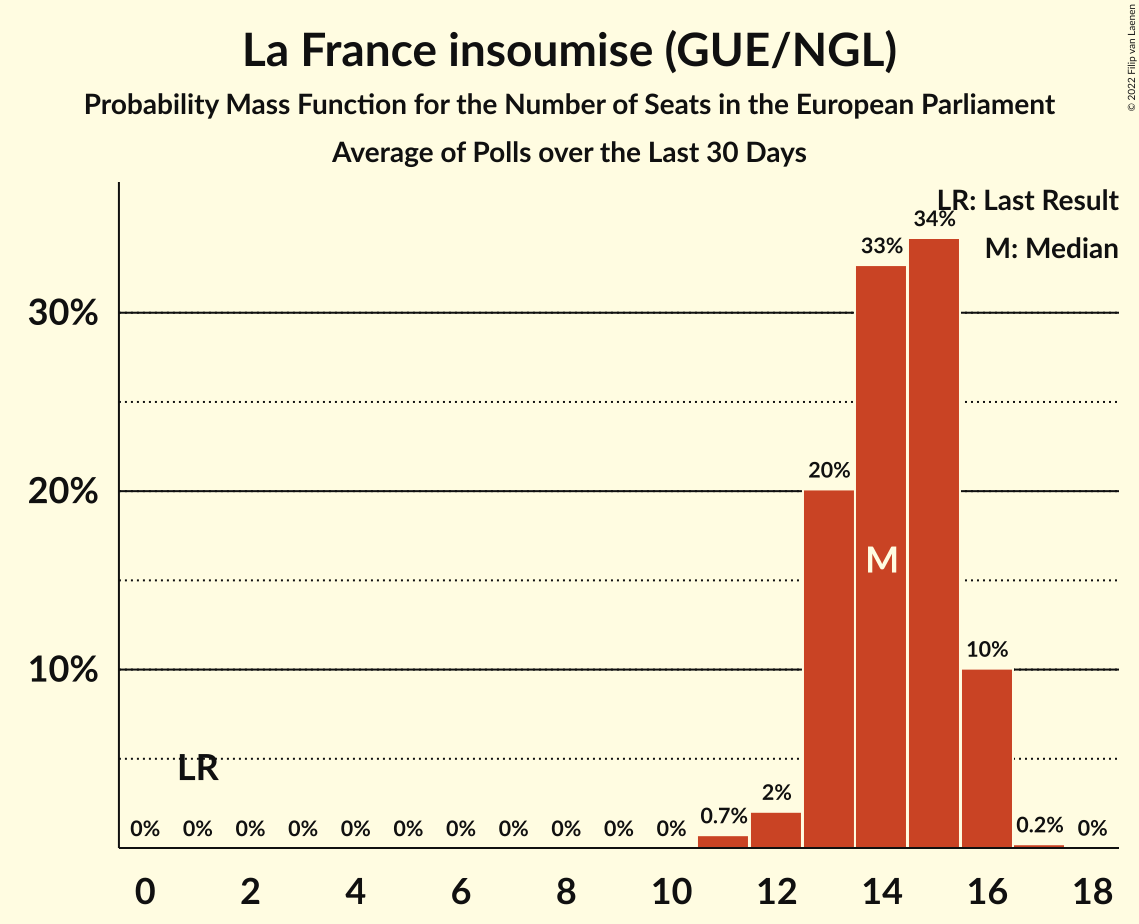 La France insoumise (GUE/NGL)
Probability Mass Function for the Number of Seats in the European Parliament
Average of Polls over the Last 30 Days
© 2022 Filip van Laenen
LR: Last Result
M: Median
34%
33%
30%
20%
20%
M
10%
10%
LR
0% 0% 0% 0% 0% 0% 0% 0% 0% 0% 0% 0.7% 2% 0.2% 0%
0 2 4 6 8 10 12 14 16 18